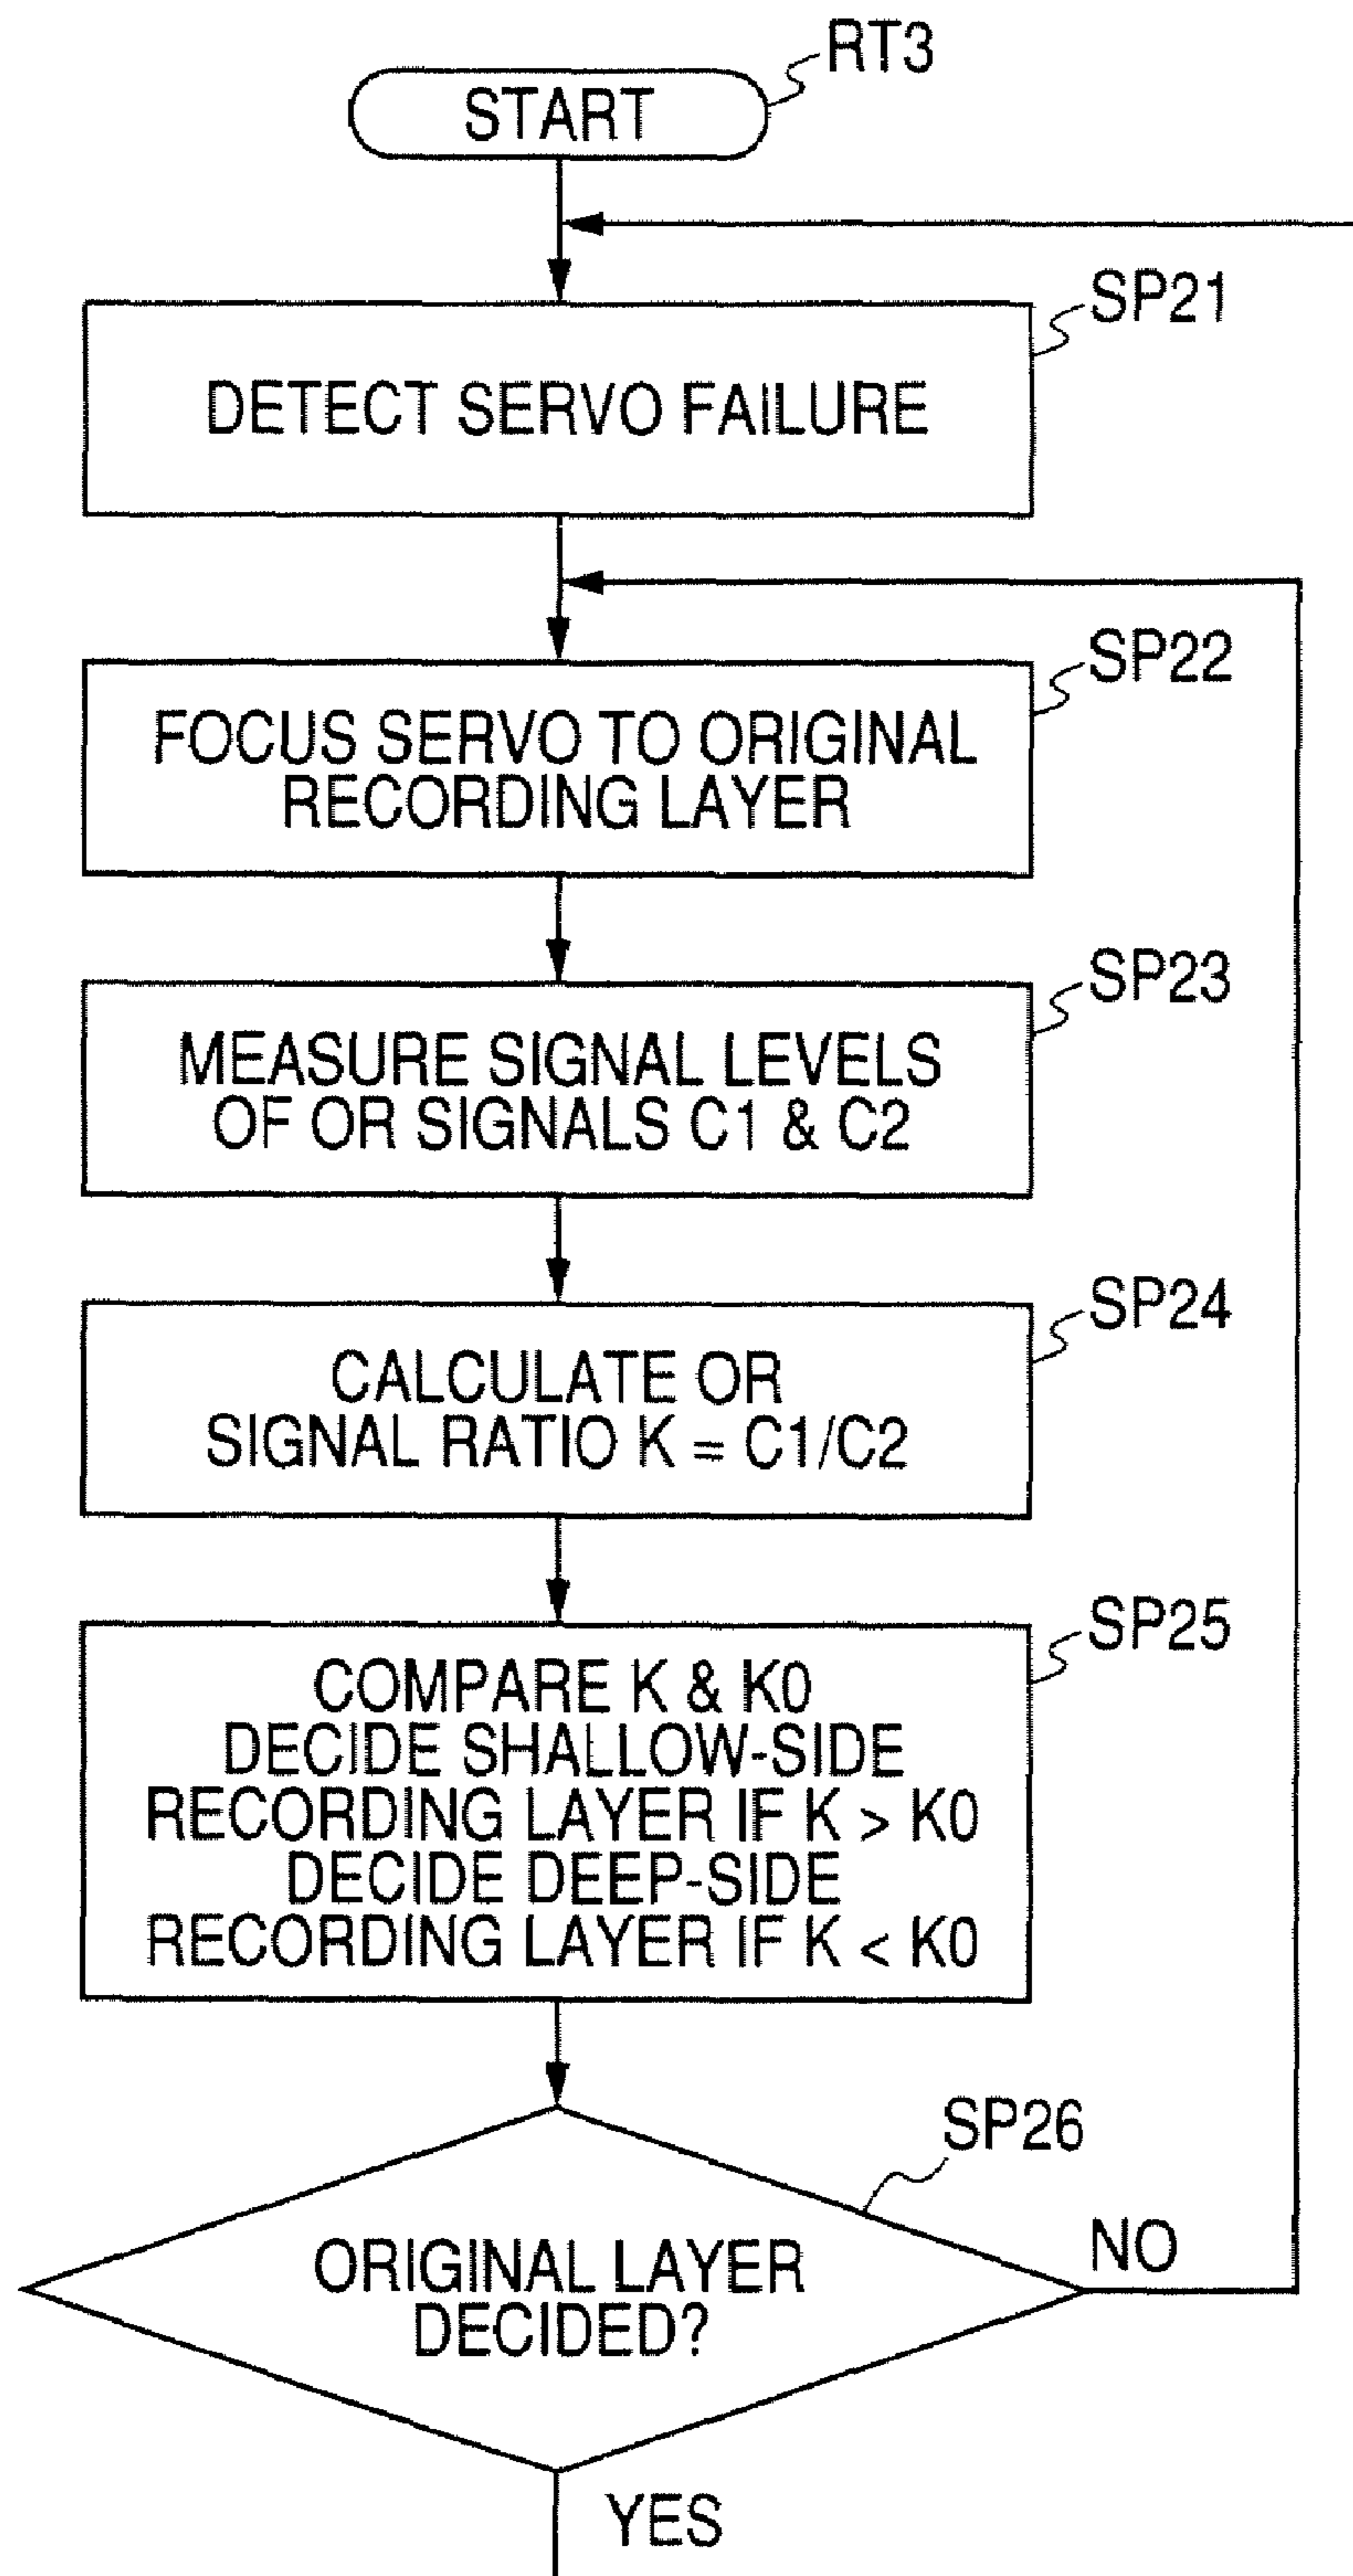 RT3
START
SP21
DETECT SERVO FAILURE
SP22
FOCUS SERVO TO ORIGINAL
RECORDING LAYER
SP23
MEASURE SIGNAL LEVELS
OF OR SIGNALS C1 & C2
SP24
CALCULATE OR
SIGNAL RATIO K = C1/C2
SP25
COMPARE K & K0
DECIDE SHALLOW-SIDE
RECORDING LAYER IF K > K0
DECIDE DEEP-SIDE
RECORDING LAYER IF K < K0
SP26
ORIGINAL LAYER
DECIDED?
NO
YES